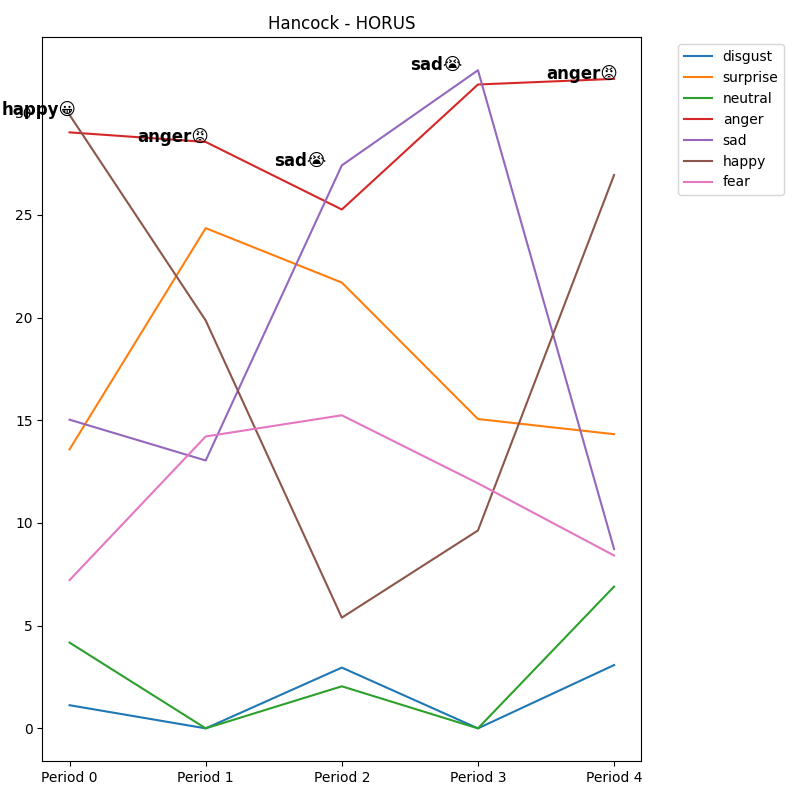 Hancock - HORUS
disgust
surprise
neutral
anger
sad
happy
fear
sad😭
anger😡
happy😀
30
anger😡
sad😭
25
20
15
10
5
0
Period 0
Period 1
Period 2
Period 3
Period 4